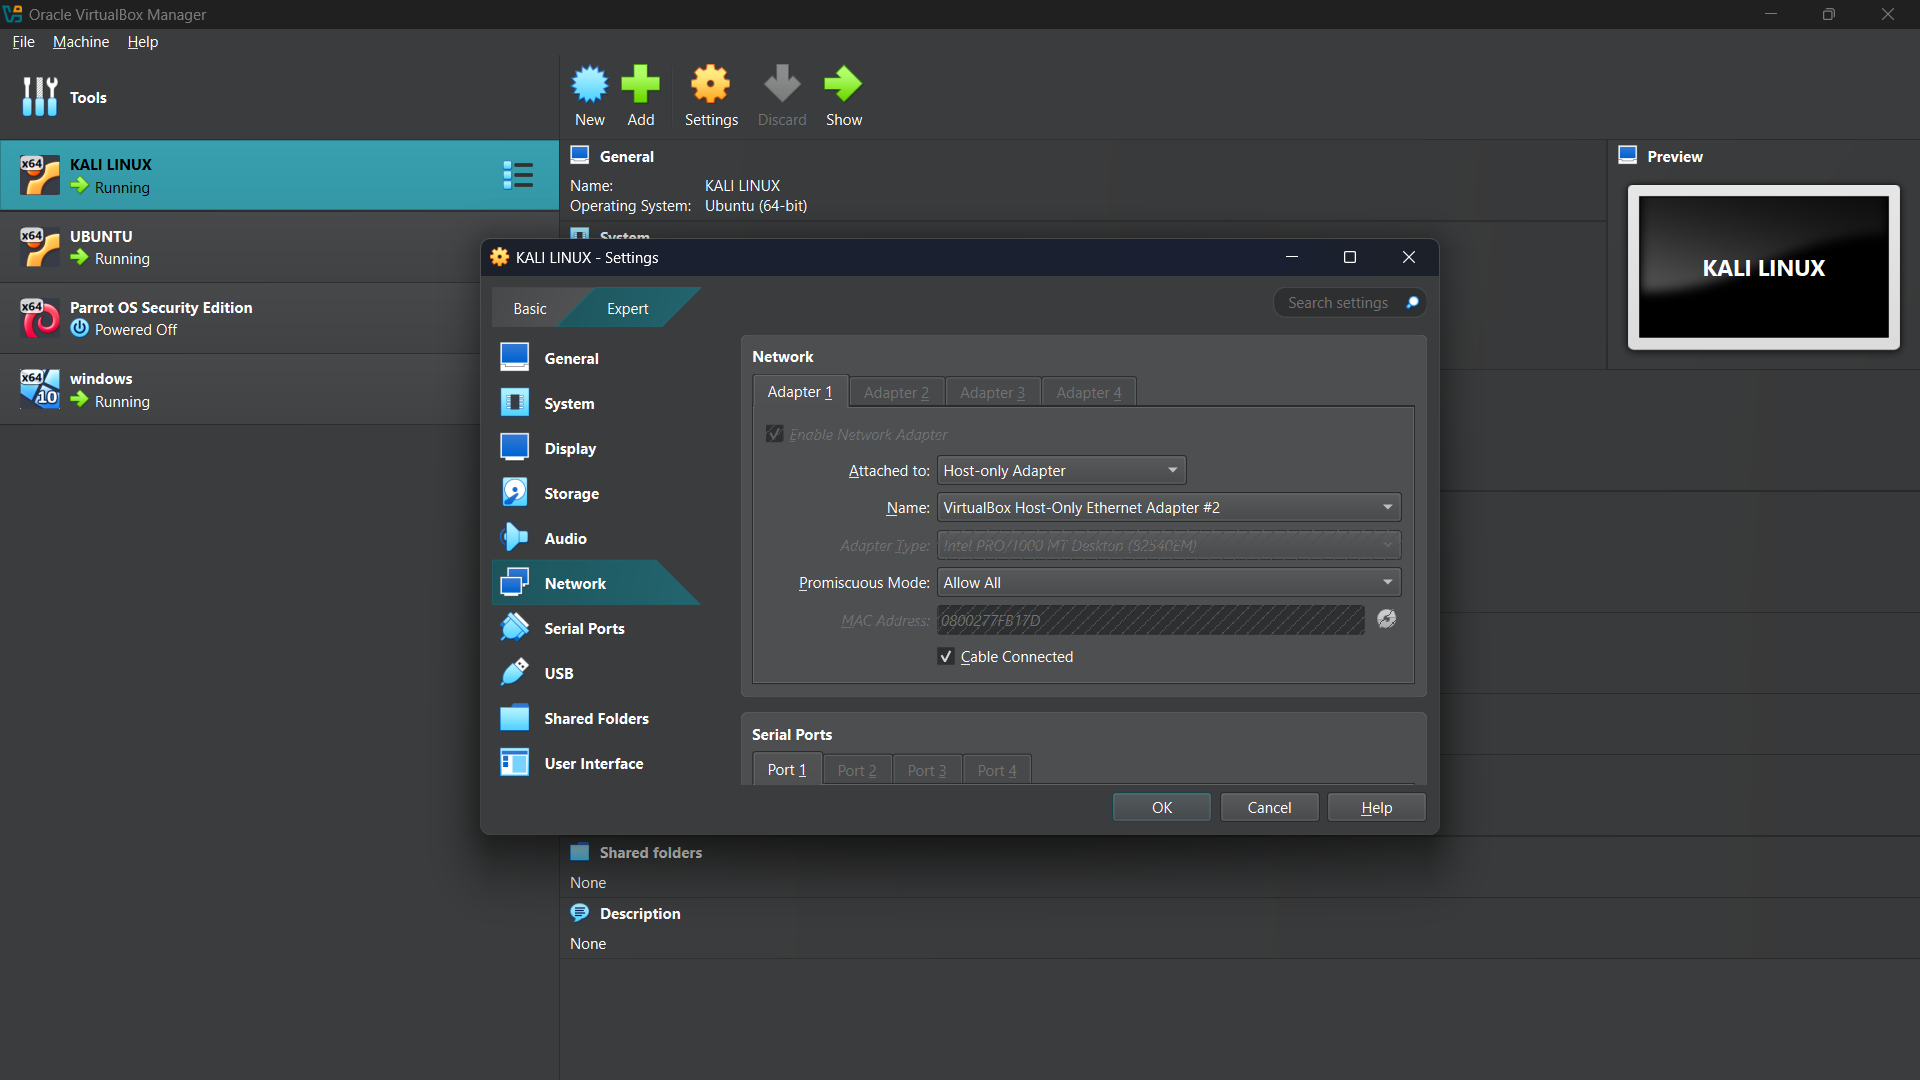 Oracle VirtualBox Manager
File Machine Help
Tools
New Add Settings Discard Show
x64 KALI LINUX
Running
x64 UBUNTU
Running
x64 Parrot OS Security Edition
Powered Off
x64 10 windows
Running
General
Name: KALI LINUX
Operating System: Ubuntu (64-bit)
System
Preview
KALI LINUX
KALI LINUX - Settings
Basic Expert
Search settings
General
System
Display
Storage
Audio
Network
Serial Ports
USB
Shared Folders
User Interface
Network
Adapter 1 Adapter 2 Adapter 3 Adapter 4
Enable Network Adapter
Attached to: Host-only Adapter
Name: VirtualBox Host-Only Ethernet Adapter #2
Adapter Type: Intel PRO/1000 MT Desktop (82540EM)
Promiscuous Mode: Allow All
MAC Address: 0800277FB17D
Cable Connected
Serial Ports
Port 1 Port 2 Port 3 Port 4
OK Cancel Help
Shared folders
None
Description
None